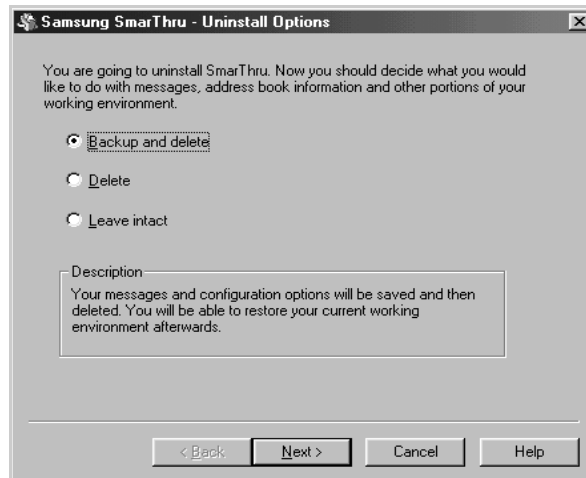 Samsung SmarThru - Uninstall Options
You are going to uninstall SmarThru. Now you should decide what you would
like to do with messages, address book information and other portions of your
working environment.
Backup and delete
Delete
Leave intact
Description
Your messages and configuration options will be saved and then
deleted. You will be able to restore your current working
environment afterwards.
< Back Next > Cancel Help